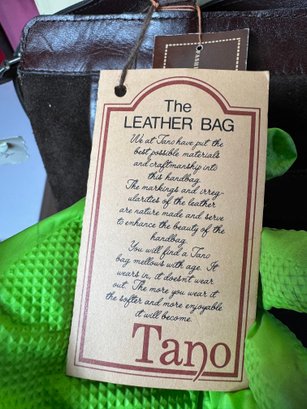 The
LEATHER BAG
We at Tano have put the
best possible materials
and craftmanship into
this handbag.
The markings and irreg-
ularities of the leather
are nature made and serve
to enhance the beauty of the
handbag.
You will find a Tano
bag mellows with age. It
wears in, it doesnt wear
out. The more you wear it
the softer and more enjoyable
it will become.
Tano